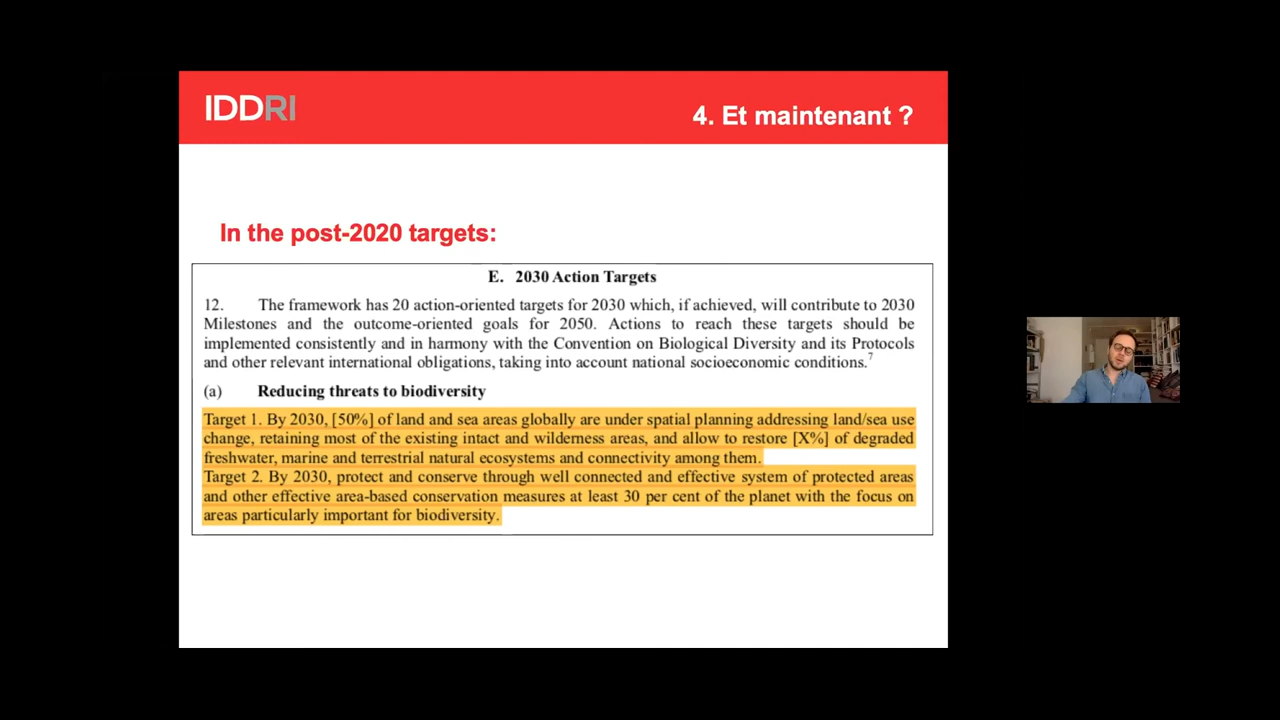 IDDRI
4. Et maintenant ?
In the post-2020 targets:
E. 2030 Action Targets
12. The framework has 20 action-oriented targets for 2030 which, if achieved, will contribute to 2030
Milestones and the outcome-oriented goals for 2050. Actions to reach these targets should be
implemented consistently and in harmony with the Convention on Biological Diversity and its Protocols
and other relevant international obligations, taking into account national socioeconomic conditions.7
(a) Reducing threats to biodiversity
Target 1. By 2030, [50%] of land and sea areas globally are under spatial planning addressing land/sea use
change, retaining most of the existing intact and wilderness areas, and allow to restore [X%] of degraded
freshwater, marine and terrestrial natural ecosystems and connectivity among them.
Target 2. By 2030, protect and conserve through well connected and effective system of protected areas
and other effective area-based conservation measures at least 30 per cent of the planet with the focus on
areas particularly important for biodiversity.